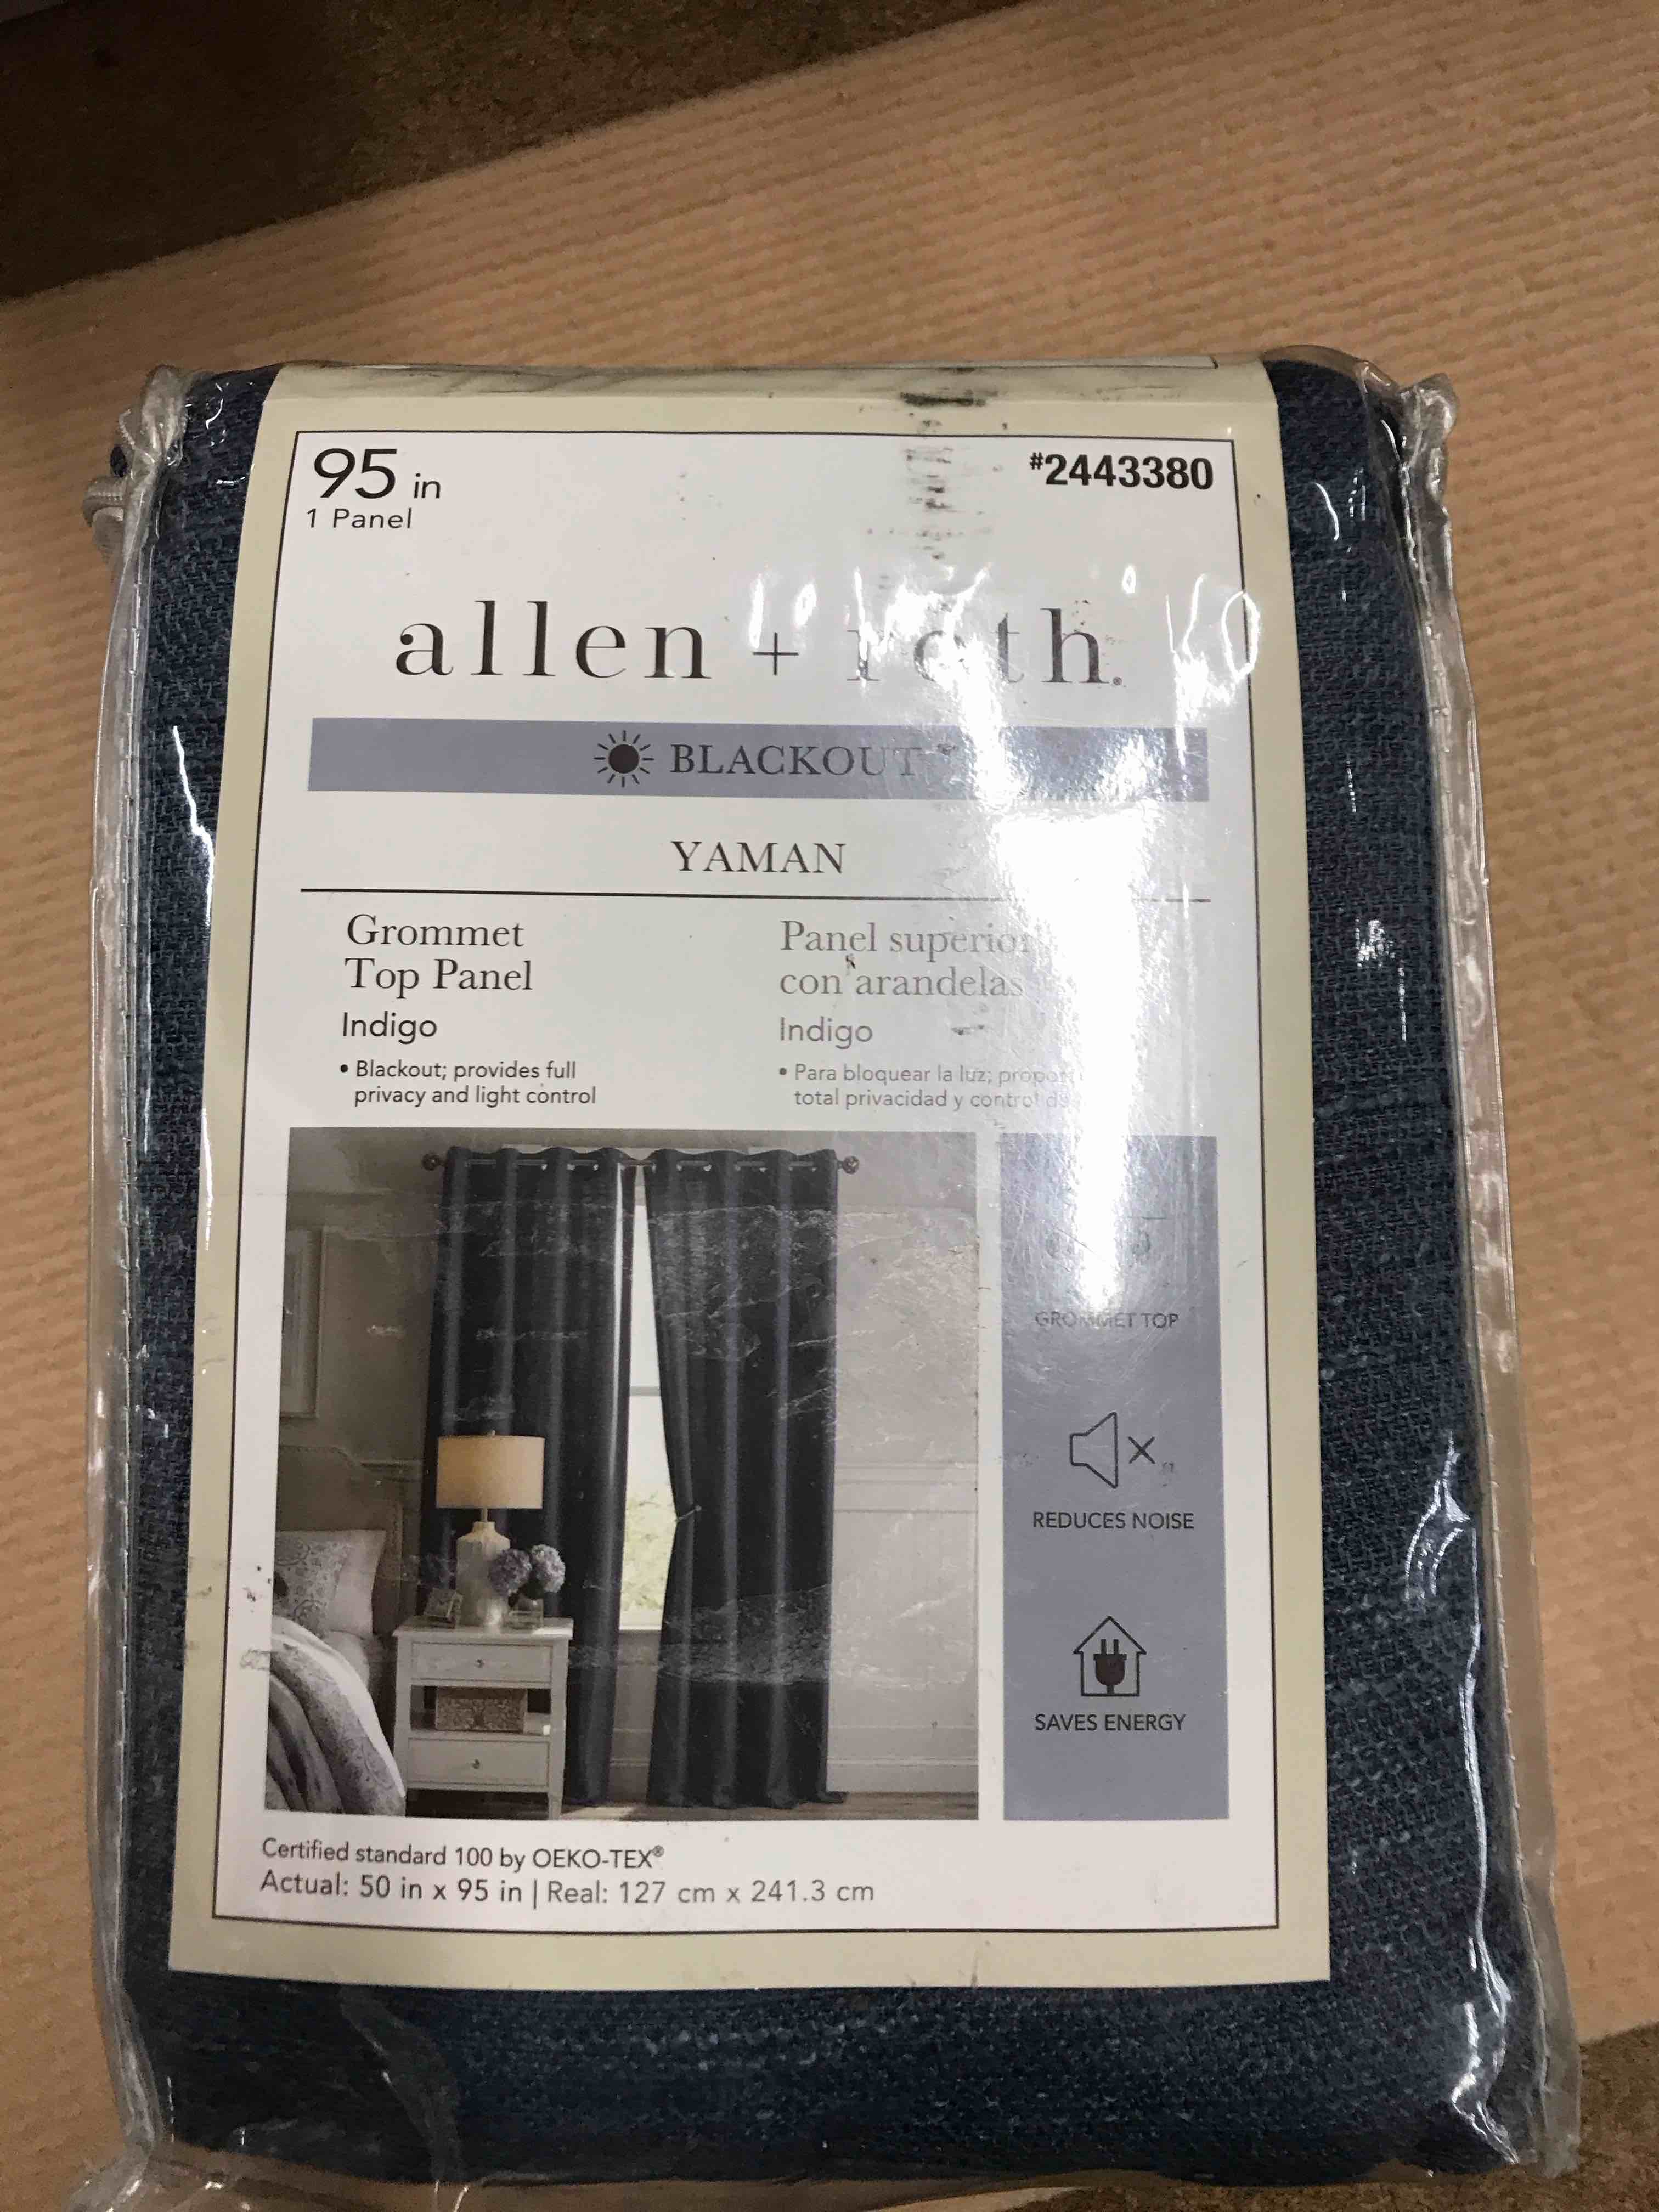 95 in
1 Panel
#2443380
allen + roth®
BLACKOUT
YAMAN
Grommet
Top Panel
Indigo
• Blackout; provides full
privacy and light control
Panel superior
con arandelas
Indigo
• Para bloquear la luz;
total privacidad y control
GROMMET TOP
REDUCES NOISE
SAVES ENERGY
Certified standard 100 by OEKO-TEX®
Actual: 50 in x 95 in | Real: 127 cm x 241.3 cm